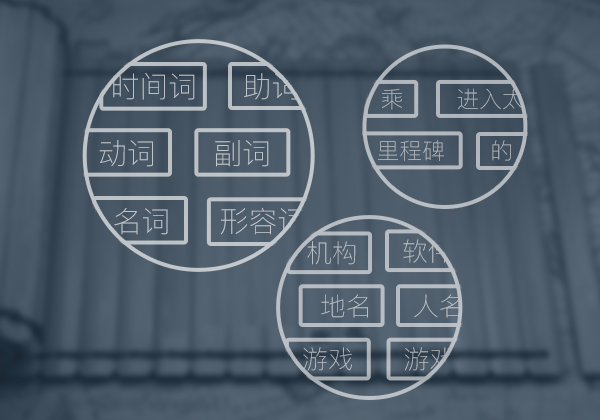 时间词 助词
动词 副词
名词 形容词
乘 进入太
里程碑 的
机构 软件
地名 人名
游戏 游戏